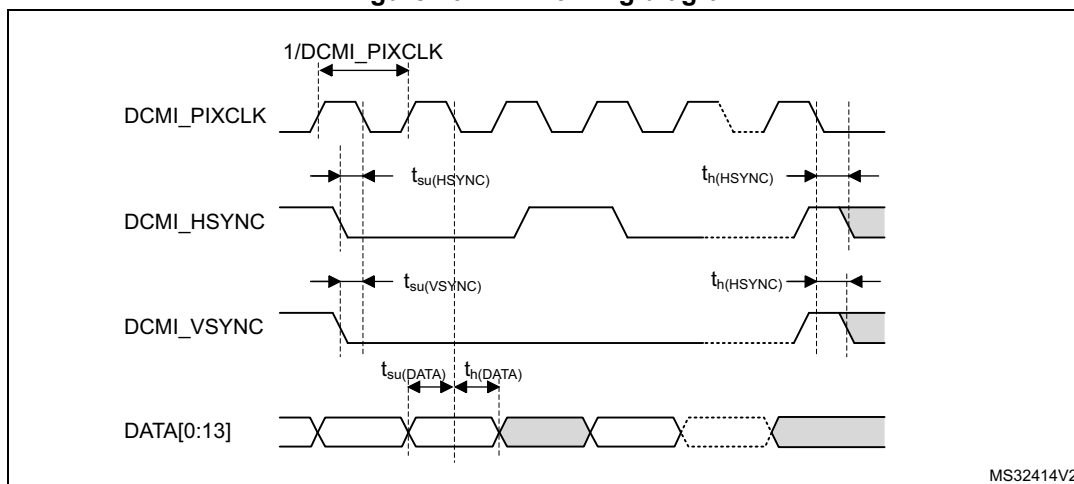 1/DCMI_PIXCLK
DCMI_PIXCLK
tsu(HSYNC) th(HSYNC)
DCMI_HSYNC
tsu(VSYNC) th(HSYNC)
DCMI_VSYNC
tsu(DATA) th(DATA)
DATA[0:13]
MS32414V2